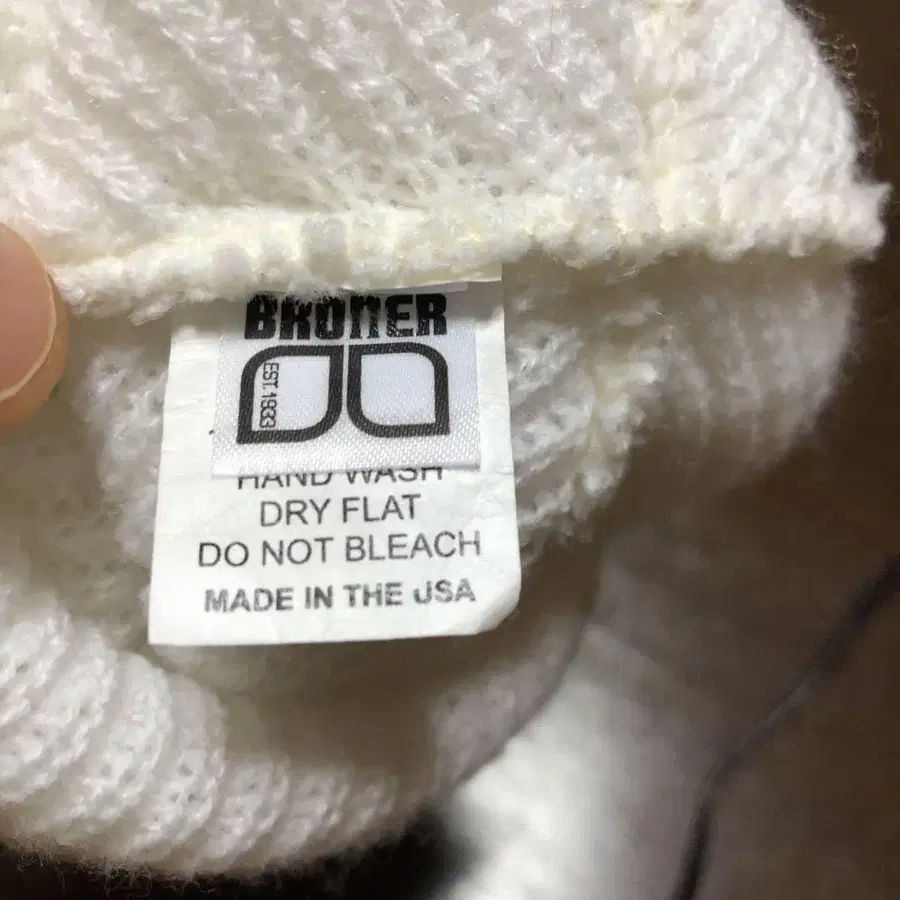 BRONER
EST. 1933
HAND WASH
DRY FLAT
DO NOT BLEACH
MADE IN THE USA